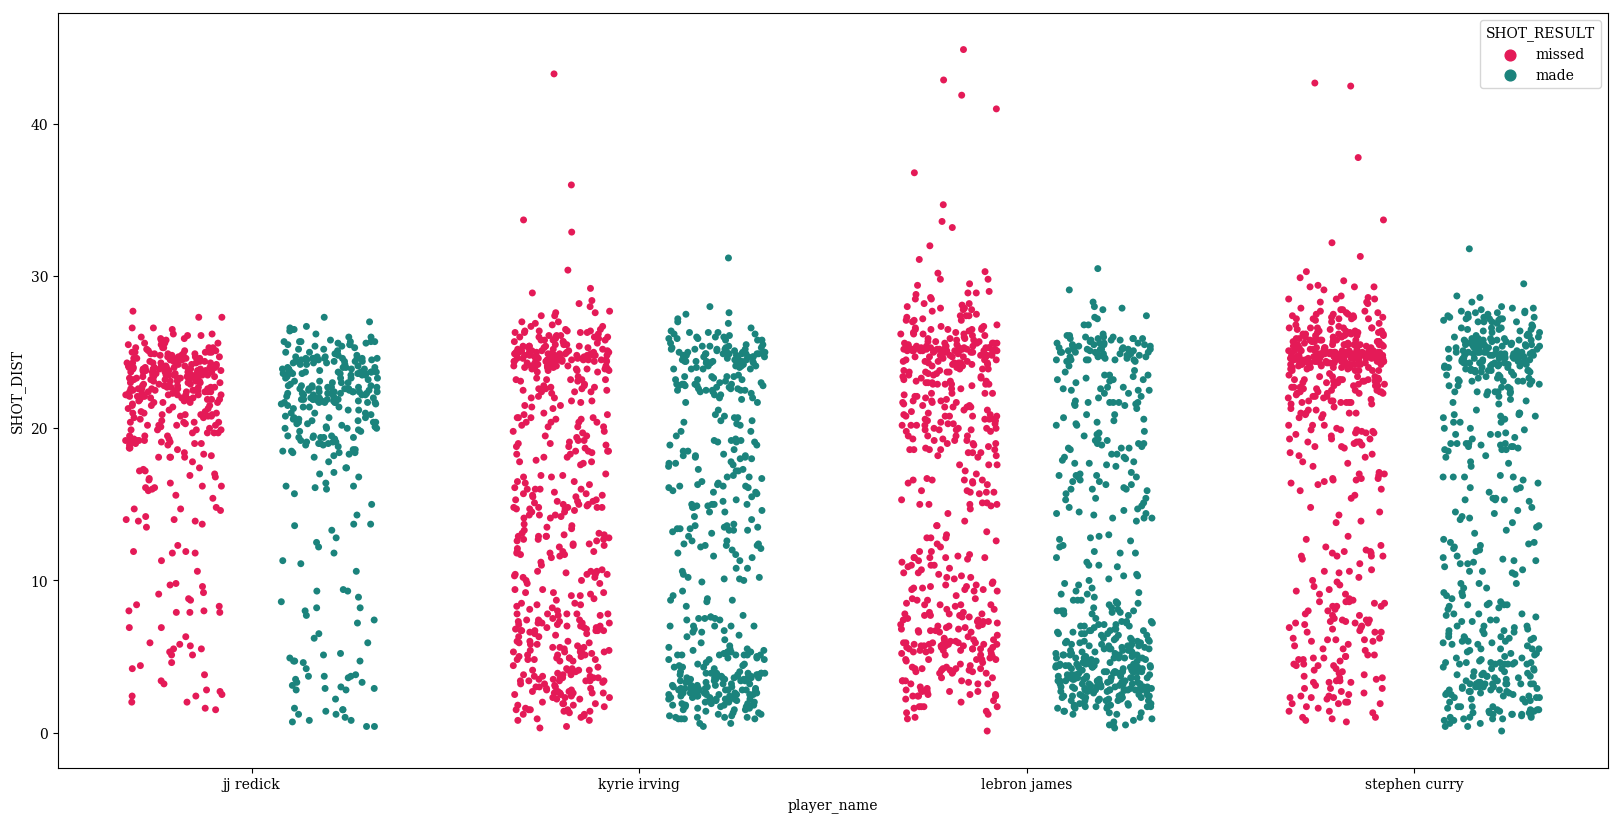 SHOT_RESULT
missed
made
SHOT_DIST
40
30
20
10
0
jj redick
kyrie irving
lebron james
stephen curry
player_name